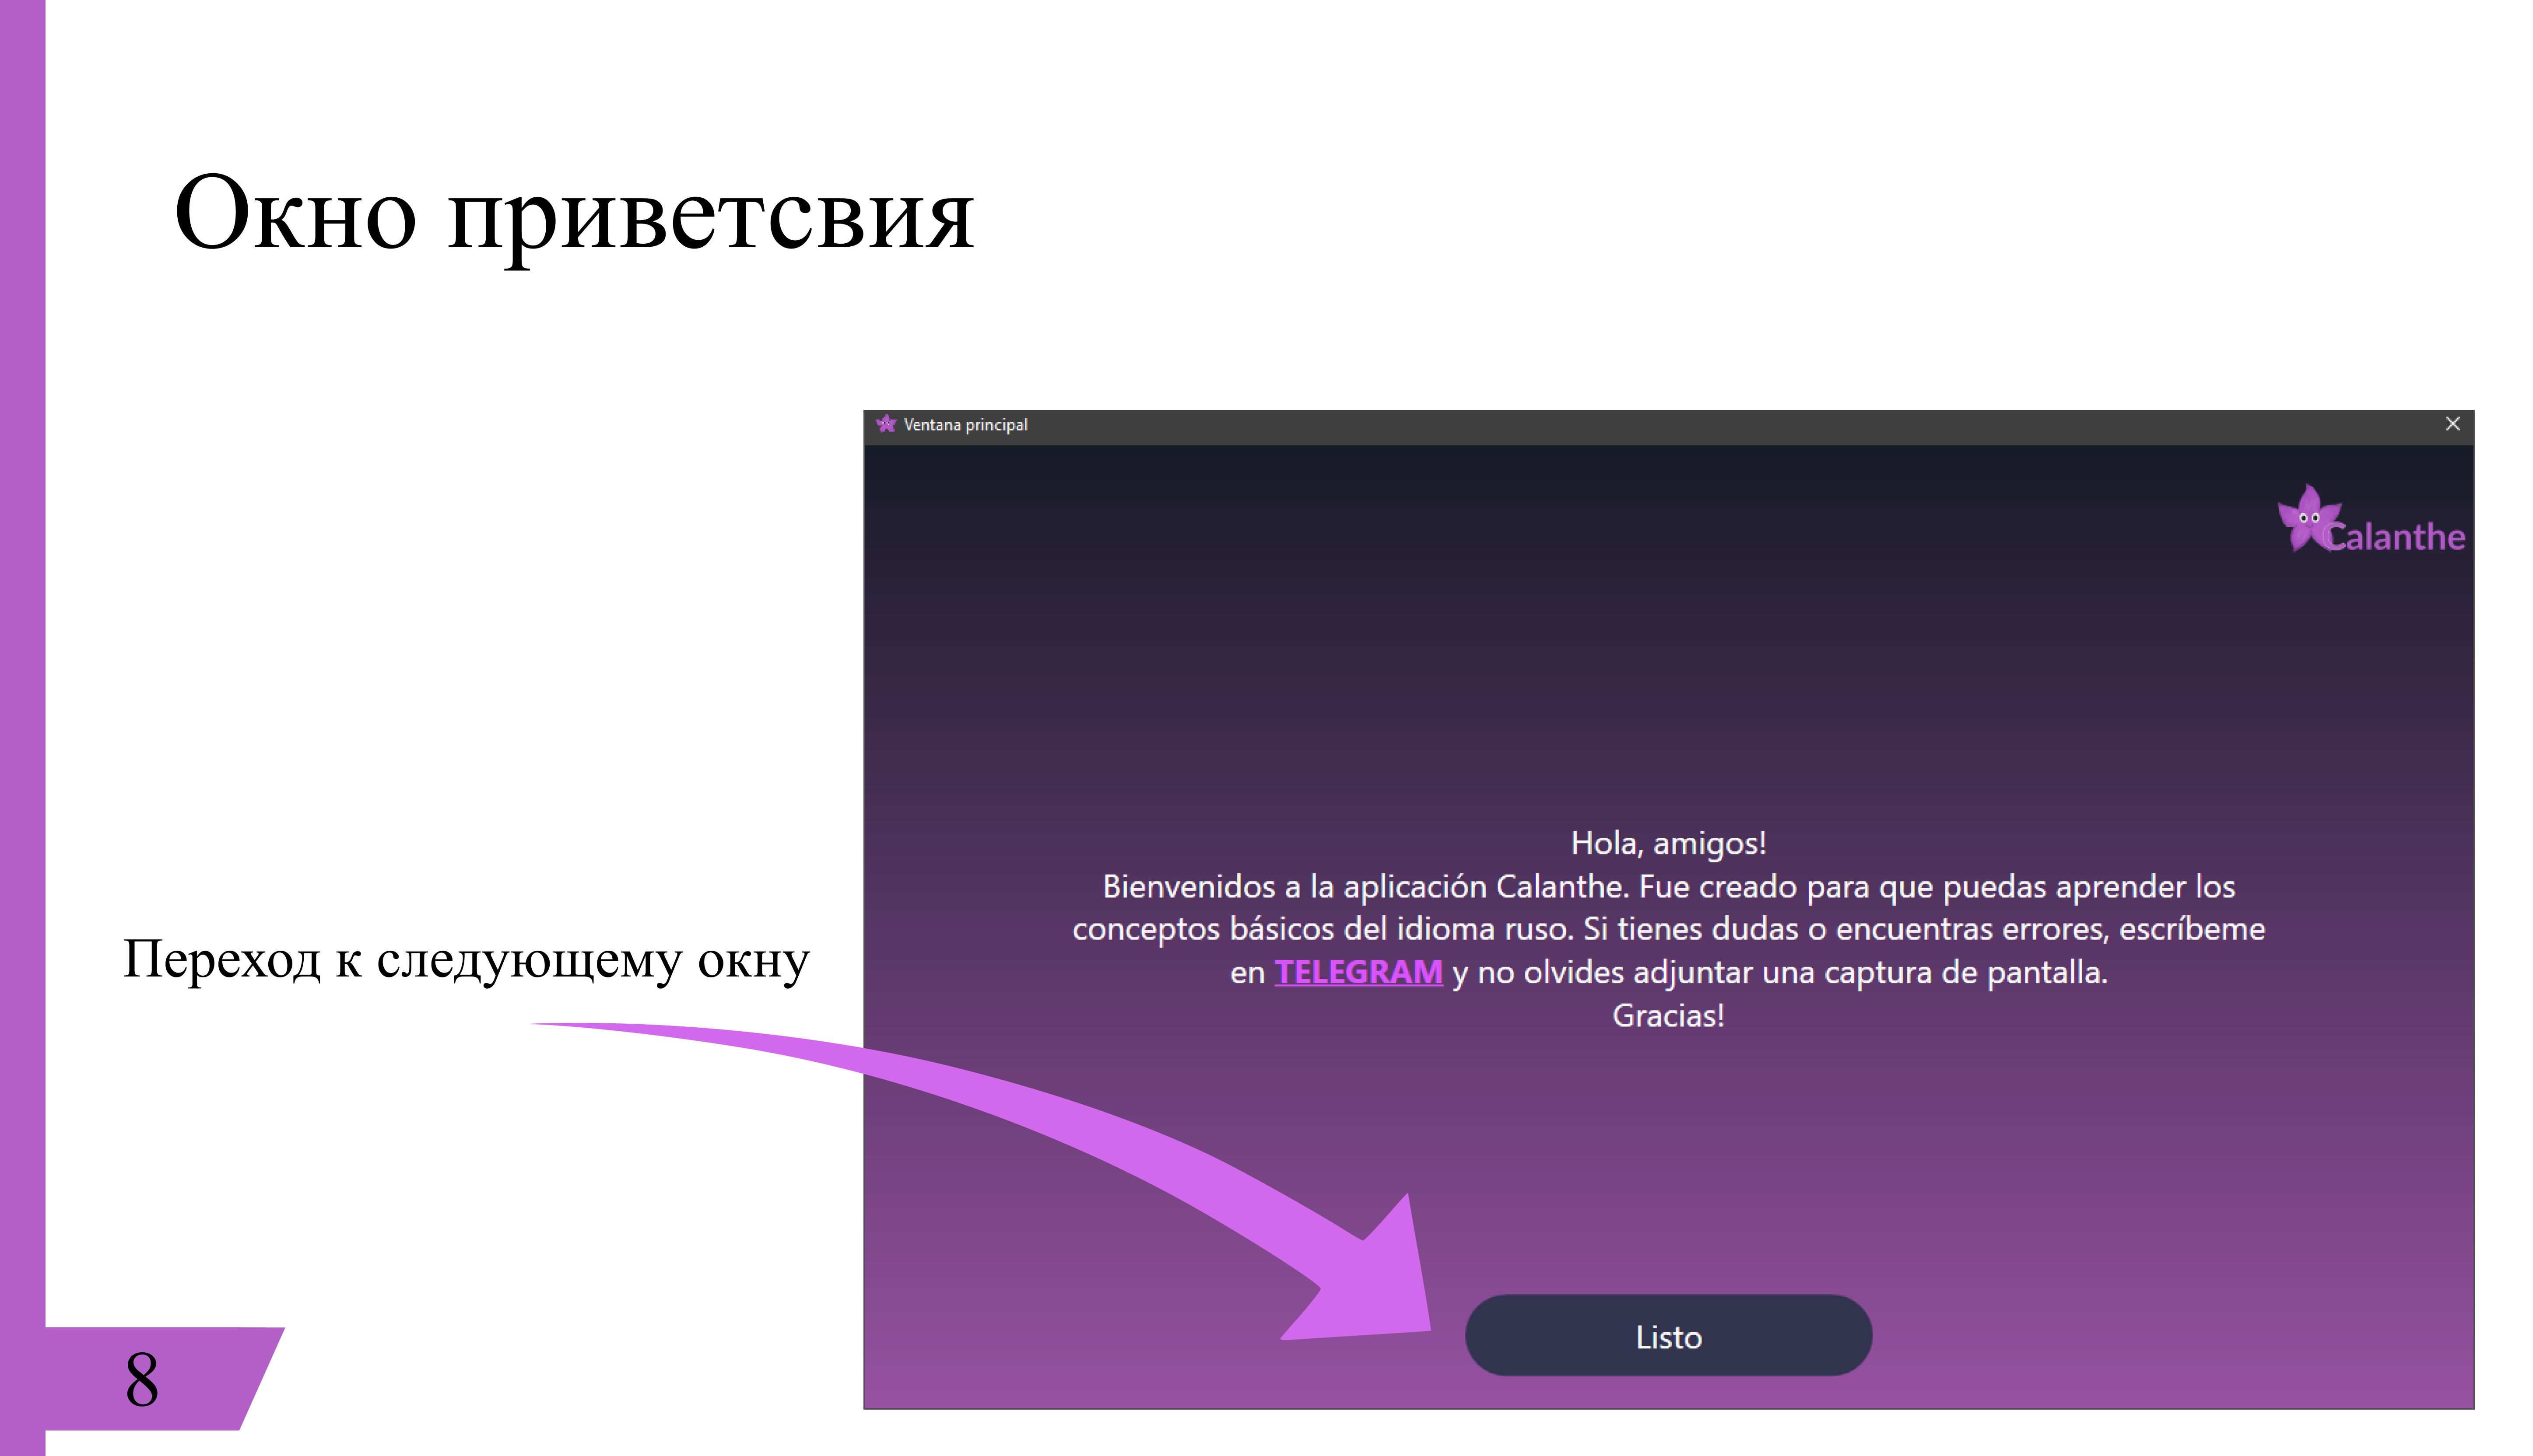 Окно приветсвия
Ventana principal
Calanthe
Hola, amigos!
Bienvenidos a la aplicación Calanthe. Fue creado para que puedas aprender los
conceptos básicos del idioma ruso. Si tienes dudas o encuentras errores, escríbeme
en TELEGRAM y no olvides adjuntar una captura de pantalla.
Gracias!
Переход к следующему окну
Listo
8